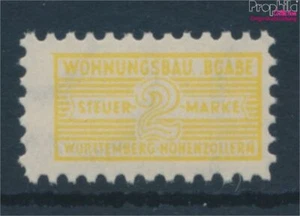 WOHNUNGSBAU ABGABE
STEUER 2 MARKE
WÜRTTEMBERG HOHENZOLLERN